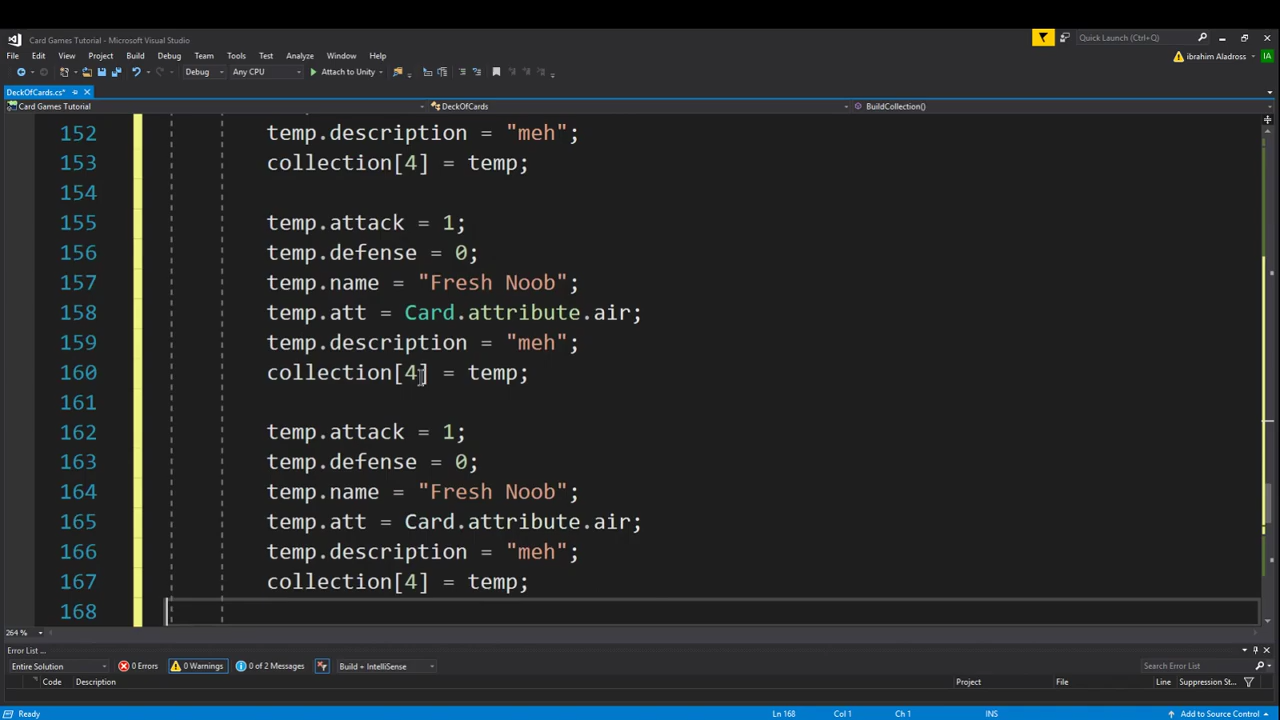 Card Games Tutorial - Microsoft Visual Studio
Quick Launch (Ctrl+Q)
File Edit View Project Build Debug Team Tools Test Analyze Window Help
ibrahim Aladross IA
Debug Any CPU Attach to Unity
DeckOfCards.cs*
Card Games Tutorial DeckOfCards BuildCollection()
152 temp.description = "meh";
153 collection[4] = temp;
154
155 temp.attack = 1;
156 temp.defense = 0;
157 temp.name = "Fresh Noob";
158 temp.att = Card.attribute.air;
159 temp.description = "meh";
160 collection[4] = temp;
161
162 temp.attack = 1;
163 temp.defense = 0;
164 temp.name = "Fresh Noob";
165 temp.att = Card.attribute.air;
166 temp.description = "meh";
167 collection[4] = temp;
168
264 %
Error List ...
Entire Solution 0 Errors 0 Warnings 0 of 2 Messages Build + IntelliSense Search Error List
Code Description Project File Line Suppression St...
Ready Ln 168 Col 1 Ch 1 INS Add to Source Control